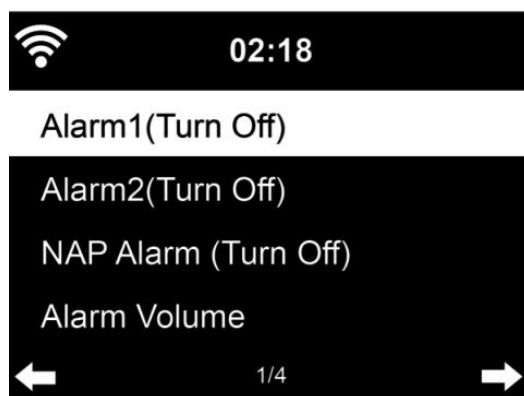 02:18
Alarm1(Turn Off)
Alarm2(Turn Off)
NAP Alarm (Turn Off)
Alarm Volume
1/4